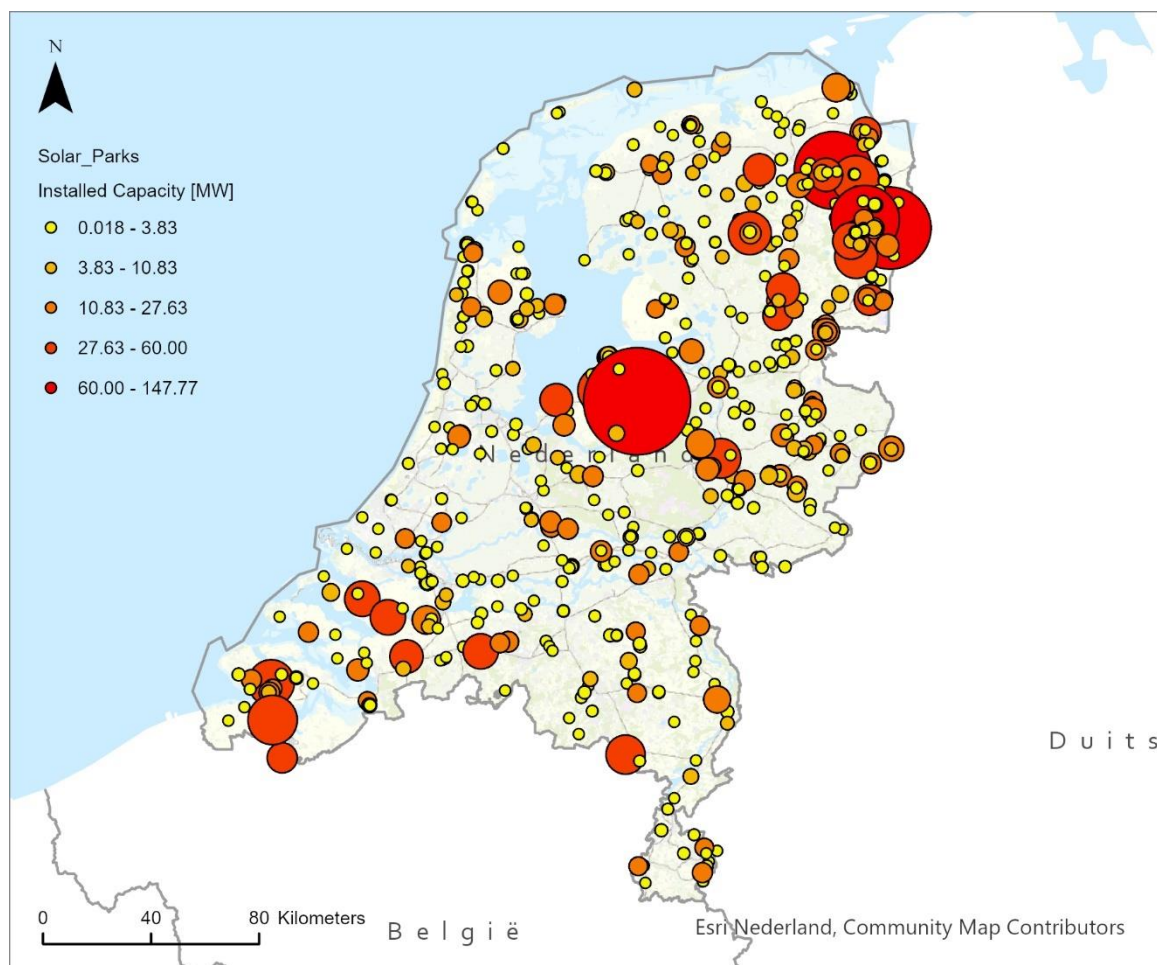 N
Solar_Parks
Installed Capacity [MW]
0.018 - 3.83
3.83 - 10.83
10.83 - 27.63
27.63 - 60.00
60.00 - 147.77
Nederland
Duits
0 40 80 Kilometers
België
Esri Nederland, Community Map Contributors